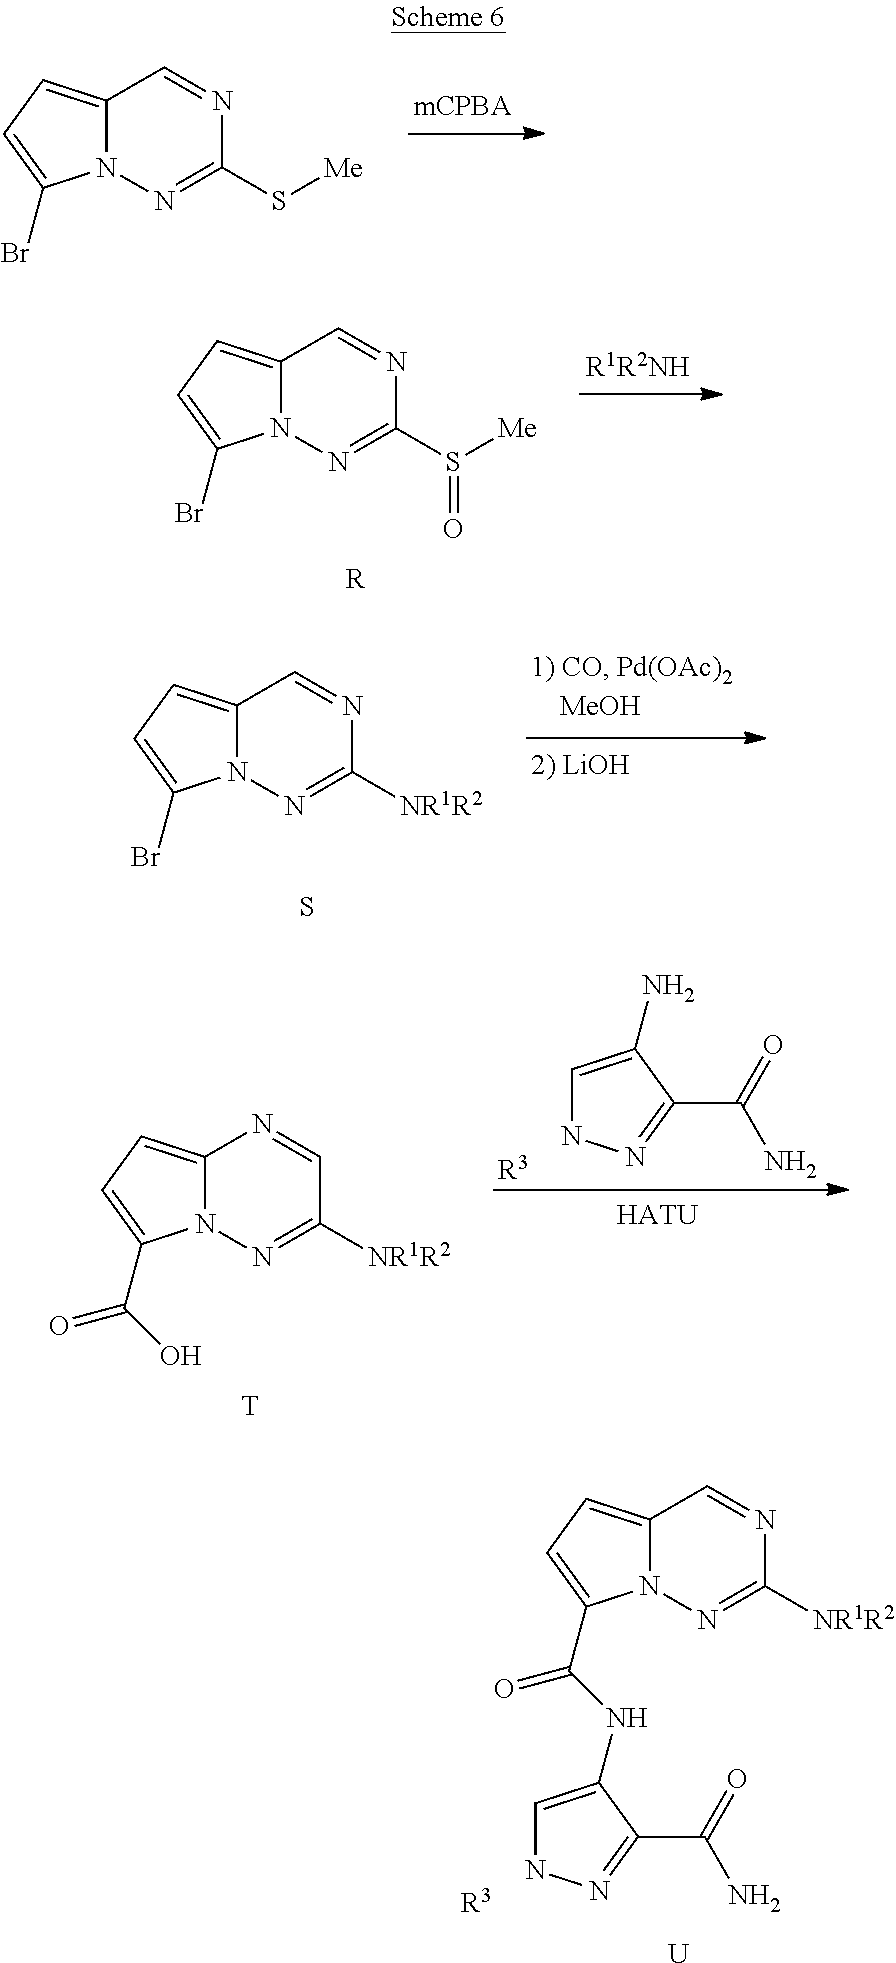 Scheme 6
N
mCPBA
N
N
S
Me
Br
N
R¹R²NH
N
N
S
Me
Br
O
R
1) CO, Pd(OAc)₂
MeOH
N
N
N
NR¹R²
2) LiOH
Br
S
NH₂
O
N
N
N
NH₂
R³
HATU
N
N
NR¹R²
O
OH
T
N
N
N
NR¹R²
O
NH
O
N
N
R³
NH₂
U